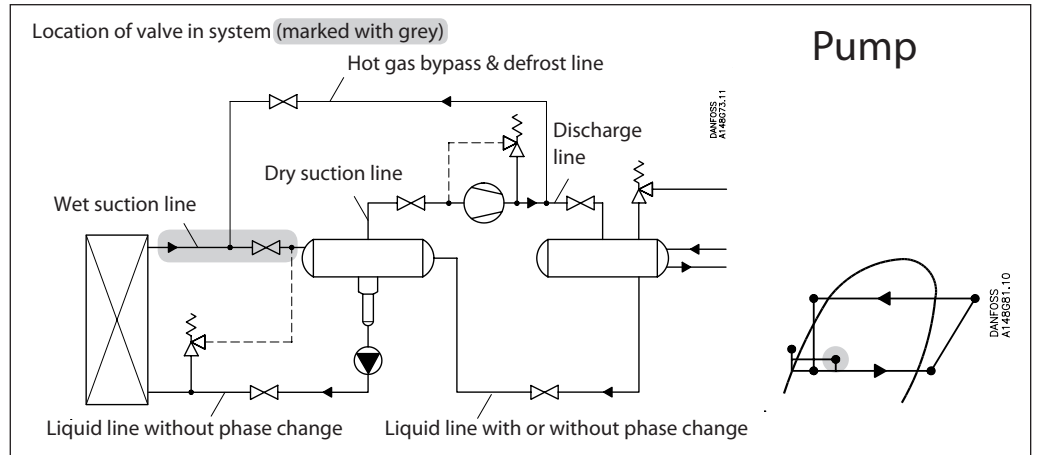 Location of valve in system (marked with grey)
Pump
Hot gas bypass & defrost line
DANFOSS
A148G73.11
Discharge
line
Dry suction line
Wet suction line
DANFOSS
A148G81.10
Liquid line without phase change
Liquid line with or without phase change